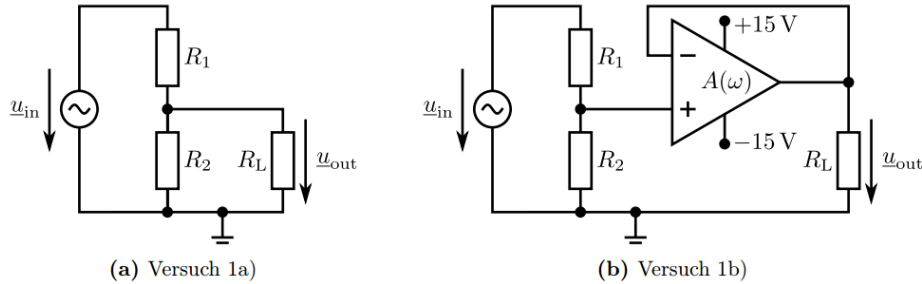 R1
u_in
R2
RL
u_out
(a) Versuch 1a)
+15 V
−
R1
A(ω)
u_in
+
−15 V
R2
RL
u_out
(b) Versuch 1b)